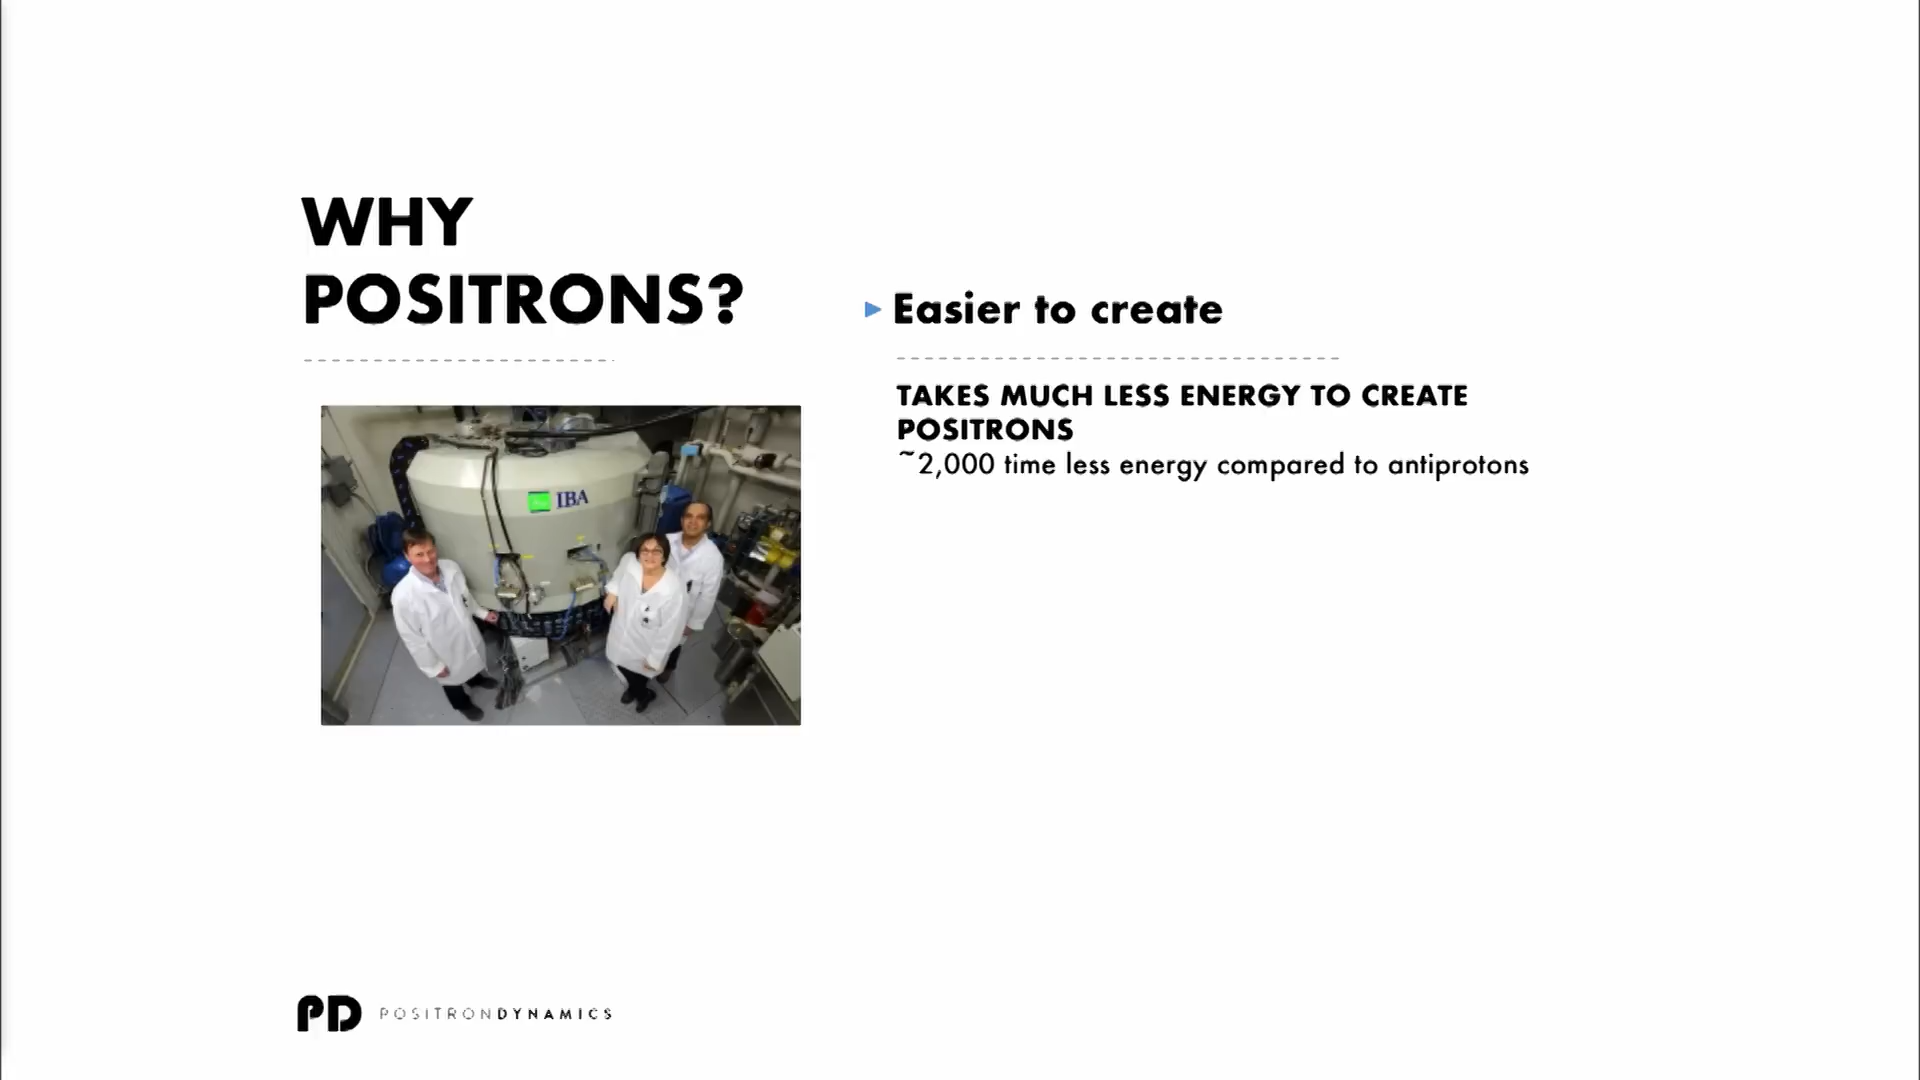 WHY
POSITRONS?
IBA
Easier to create
TAKES MUCH LESS ENERGY TO CREATE
POSITRONS
~2,000 time less energy compared to antiprotons
PD POSITRONDYNAMICS